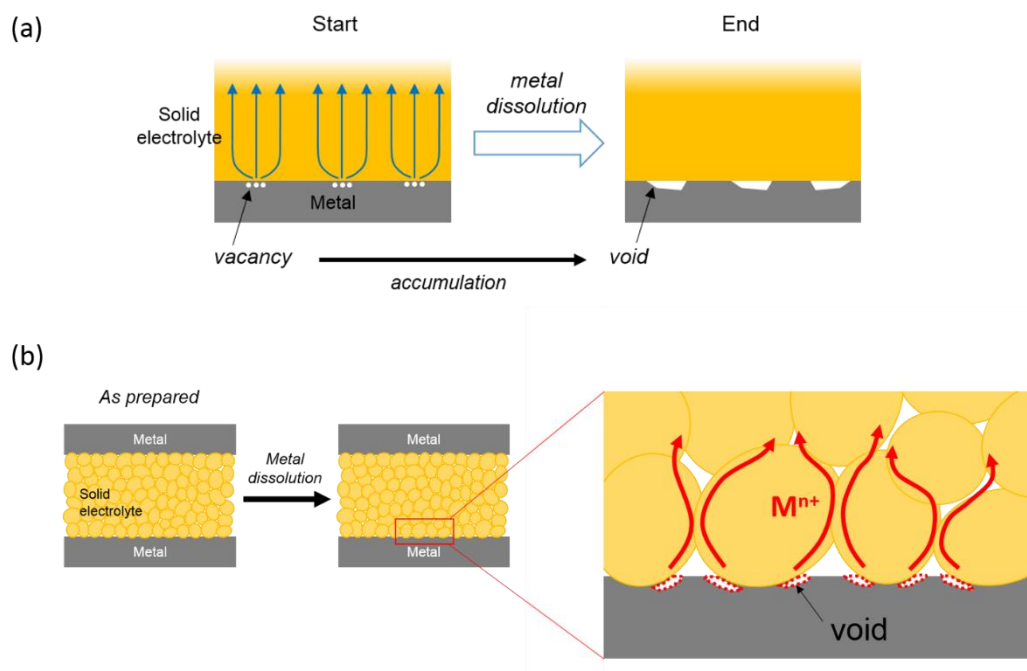 (a)
Start
End
Solid
electrolyte
metal
dissolution
Metal
vacancy
accumulation
void
(b)
As prepared
Metal
Solid
electrolyte
Metal
Metal
dissolution
Metal
Metal
Mⁿ⁺
void